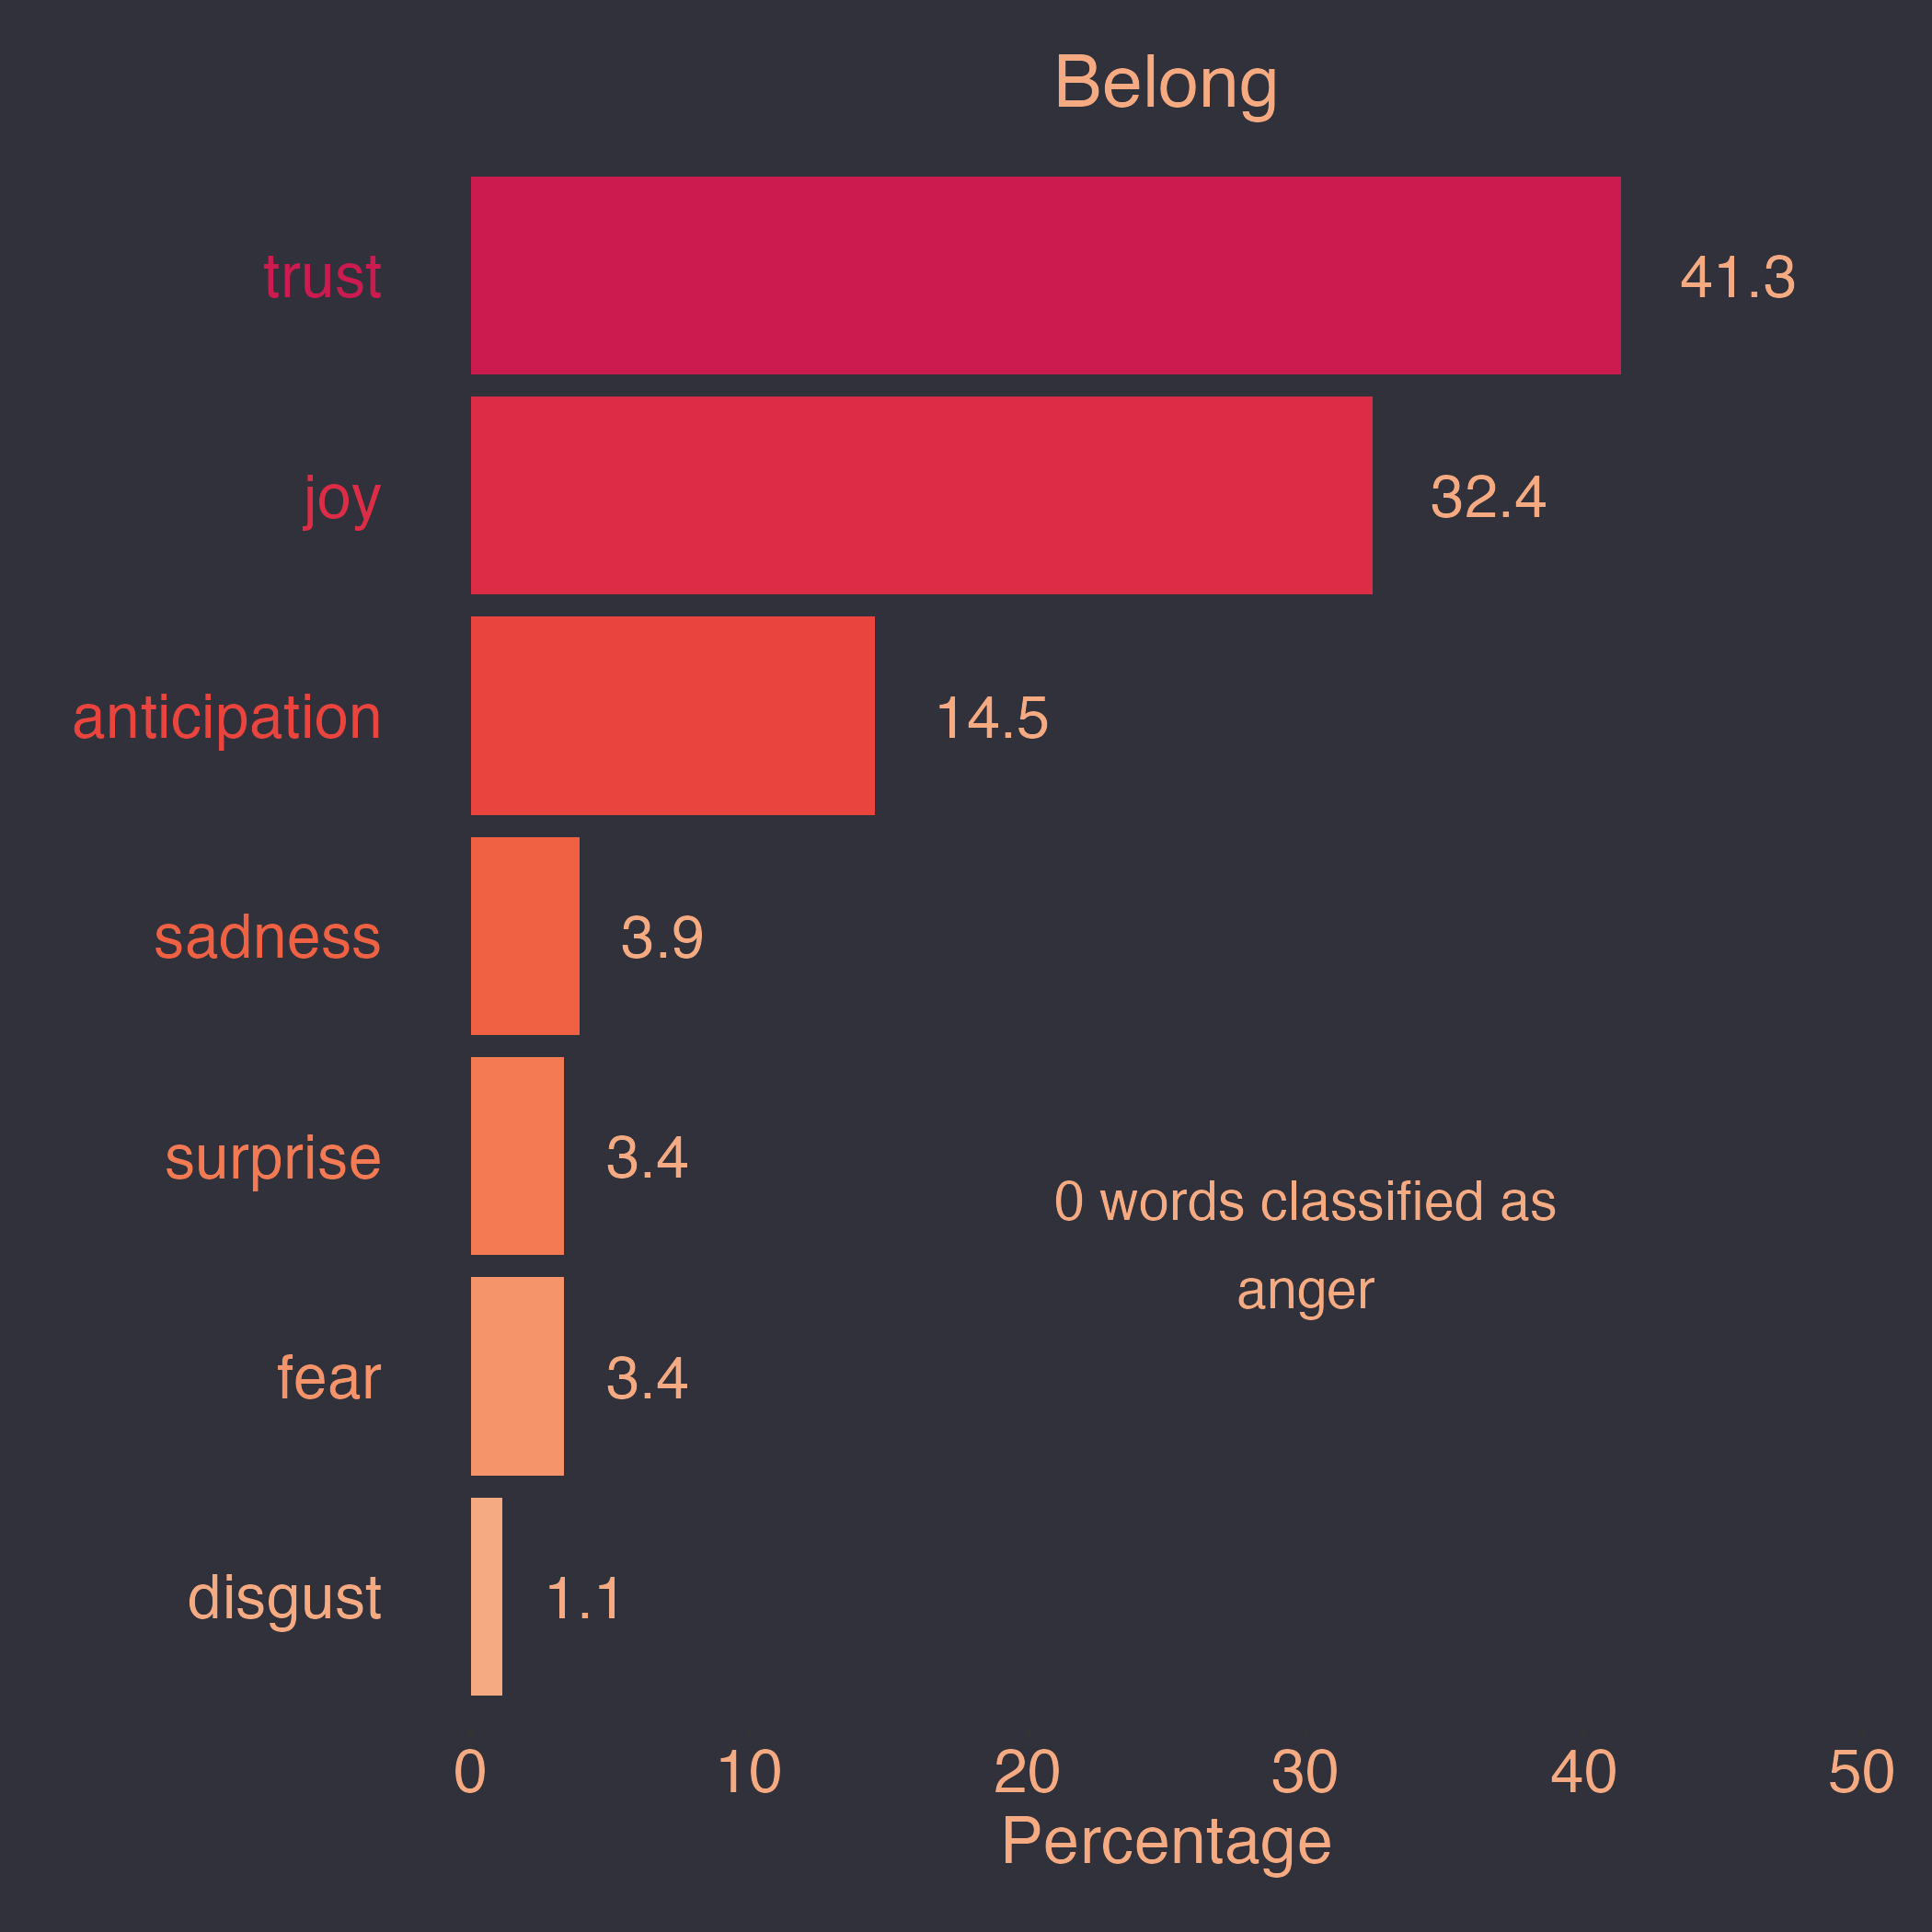 Belong
trust
41.3
joy
32.4
anticipation
14.5
sadness
3.9
surprise
3.4
0 words classified as
anger
fear
3.4
disgust
1.1
0 10 20 30 40 50
Percentage